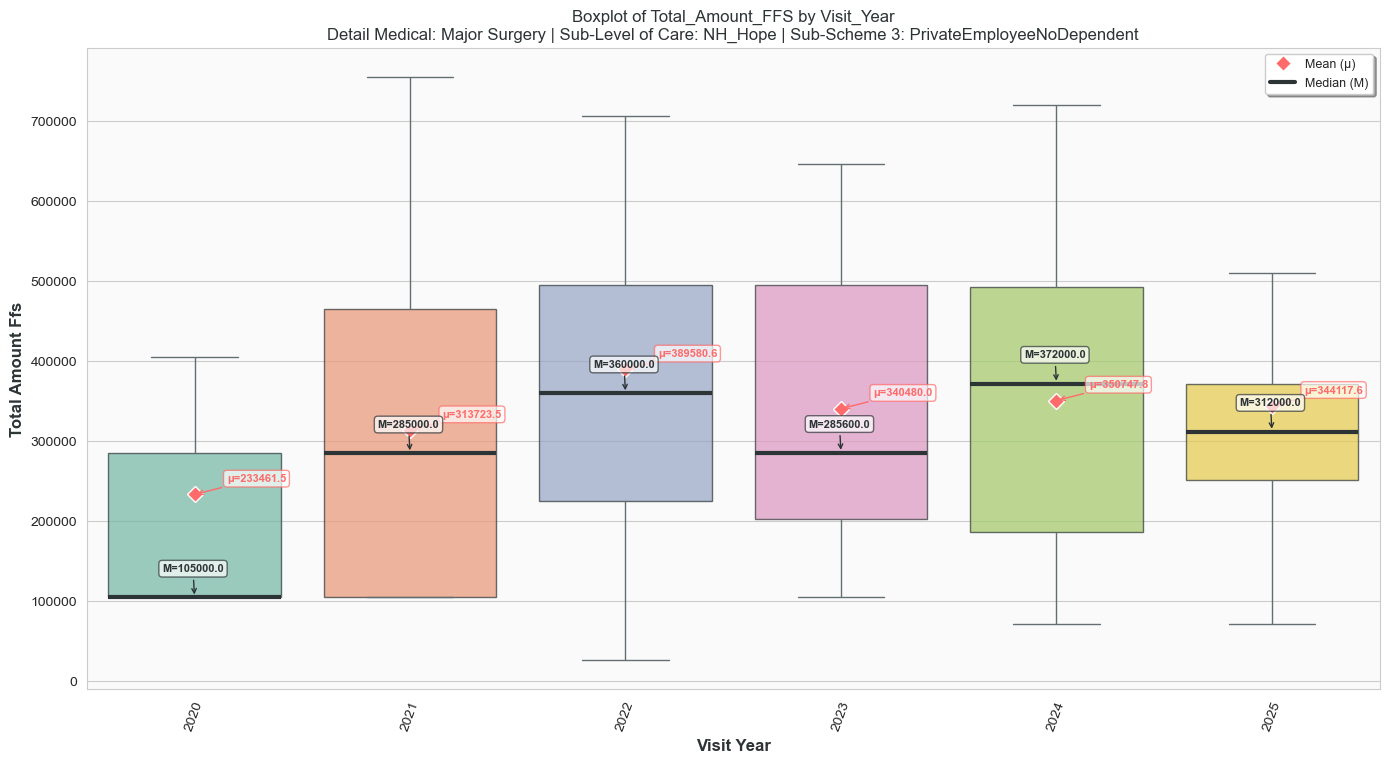 Boxplot of Total_Amount_FFS by Visit_Year
Detail Medical: Major Surgery | Sub-Level of Care: NH_Hope | Sub-Scheme 3: PrivateEmployeeNoDependent
Mean (μ)
Median (M)
Total Amount Ffs
700000
600000
500000
400000
300000
200000
100000
0
μ=233461.5
M=105000.0
μ=313723.5
M=285000.0
μ=389580.6
M=360000.0
μ=340480.0
M=285600.0
M=372000.0
μ=350747.8
μ=344117.6
M=312000.0
2020
2021
2022
2023
2024
2025
Visit Year